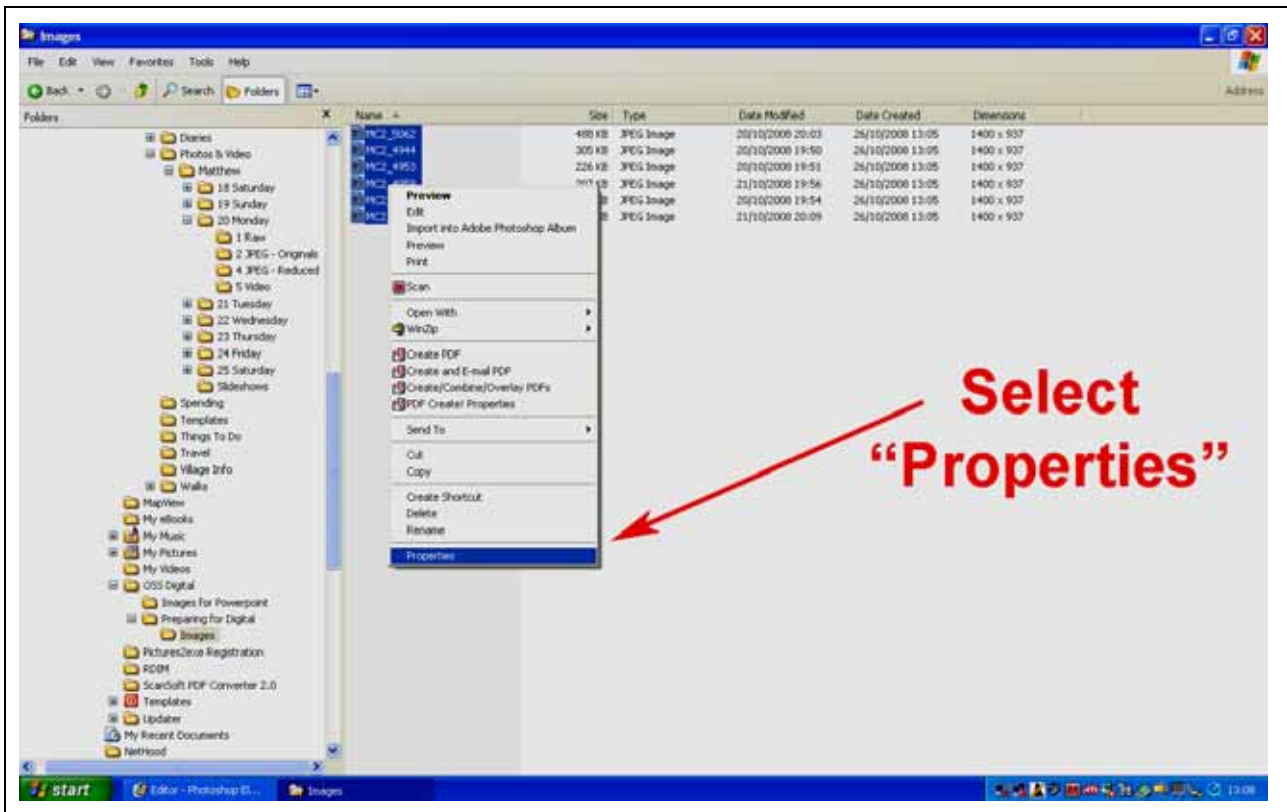 Images
File Edit View Favorites Tools Help
Back Search Folders Address
Folders X Name Size Type Date Modified Date Created Dimensions
Diaries
Photos & Video
Matthew
18 Saturday
19 Sunday
20 Monday
1 Raw
2 JPEG - Originals
4 JPEG - Reduced
5 Video
21 Tuesday
22 Wednesday
23 Thursday
24 Friday
25 Saturday
Slideshows
Spending
Templates
Things To Do
Travel
Village Info
Walks
MapView
My eBooks
My Music
My Pictures
My Videos
OSS Digital
Images for Powerpoint
Preparing for Digital
Images
Pictures2exe Registration
RDIM
ScanSoft PDF Converter 2.0
Templates
Updater
My Recent Documents
NetHood
MC2_5062 488 KB JPEG Image 20/10/2008 20:03 26/10/2008 13:05 1400 x 937
MC2_4944 305 KB JPEG Image 20/10/2008 19:50 26/10/2008 13:05 1400 x 937
MC2_4953 226 KB JPEG Image 20/10/2008 19:51 26/10/2008 13:05 1400 x 937
JPEG Image 21/10/2008 19:56 26/10/2008 13:05 1400 x 937
MC2 JPEG Image 20/10/2008 19:54 26/10/2008 13:05 1400 x 937
MC2 JPEG Image 21/10/2008 20:09 26/10/2008 13:05 1400 x 937
Preview
Edit
Import into Adobe Photoshop Album
Preview
Print
Scan
Open With
WinZip
Create PDF
Create and E-mail PDF
Create/Combine/Overlay PDFs
PDF Create! Properties
Send To
Cut
Copy
Create Shortcut
Delete
Rename
Properties
Select
“Properties”
start Editor - Photoshop El... Images 13:08